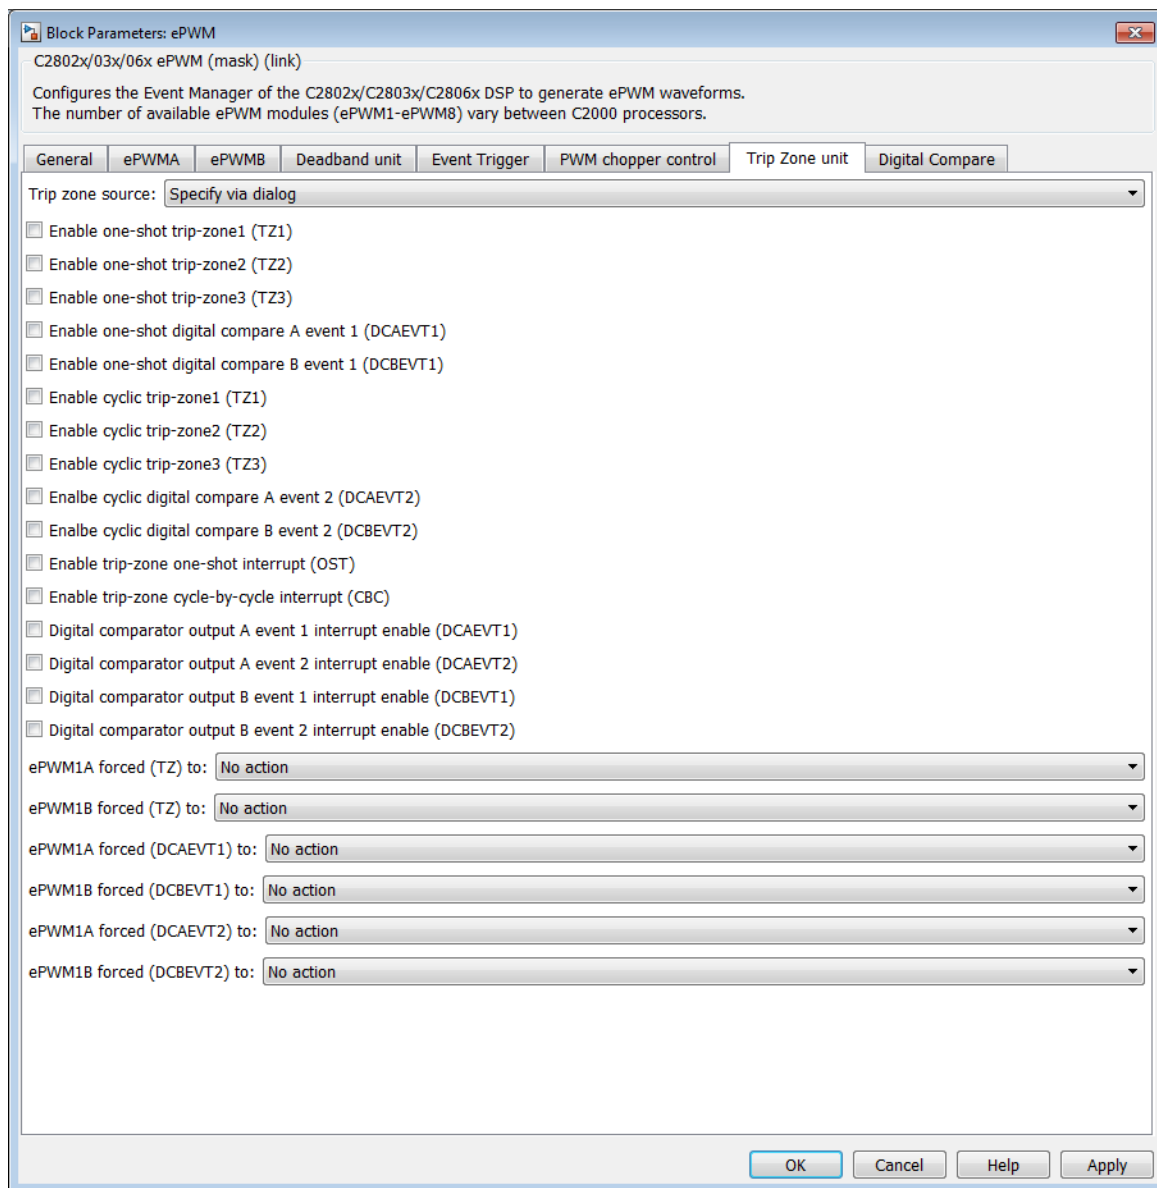 Block Parameters: ePWM
C2802x/03x/06x ePWM (mask) (link)
Configures the Event Manager of the C2802x/C2803x/C2806x DSP to generate ePWM waveforms.
The number of available ePWM modules (ePWM1-ePWM8) vary between C2000 processors.
General ePWMA ePWMB Deadband unit Event Trigger PWM chopper control Trip Zone unit Digital Compare
Trip zone source: Specify via dialog
Enable one-shot trip-zone1 (TZ1)
Enable one-shot trip-zone2 (TZ2)
Enable one-shot trip-zone3 (TZ3)
Enable one-shot digital compare A event 1 (DCAEVT1)
Enable one-shot digital compare B event 1 (DCBEVT1)
Enable cyclic trip-zone1 (TZ1)
Enable cyclic trip-zone2 (TZ2)
Enable cyclic trip-zone3 (TZ3)
Enalbe cyclic digital compare A event 2 (DCAEVT2)
Enalbe cyclic digital compare B event 2 (DCBEVT2)
Enable trip-zone one-shot interrupt (OST)
Enable trip-zone cycle-by-cycle interrupt (CBC)
Digital comparator output A event 1 interrupt enable (DCAEVT1)
Digital comparator output A event 2 interrupt enable (DCAEVT2)
Digital comparator output B event 1 interrupt enable (DCBEVT1)
Digital comparator output B event 2 interrupt enable (DCBEVT2)
ePWM1A forced (TZ) to: No action
ePWM1B forced (TZ) to: No action
ePWM1A forced (DCAEVT1) to: No action
ePWM1B forced (DCBEVT1) to: No action
ePWM1A forced (DCAEVT2) to: No action
ePWM1B forced (DCBEVT2) to: No action
OK Cancel Help Apply